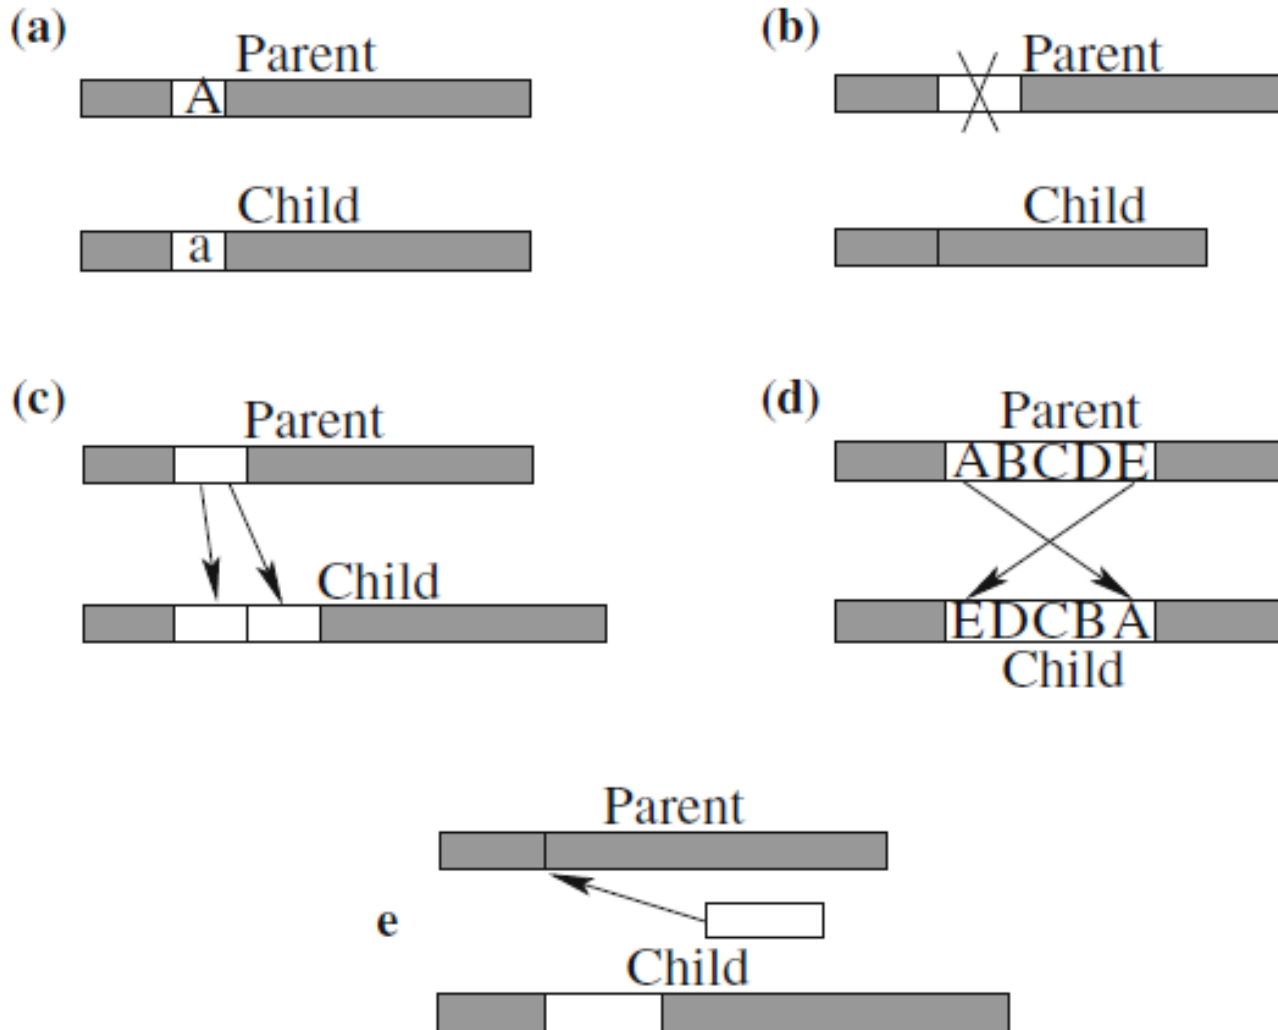 (a)
Parent
A
Child
a
(b)
Parent
Child
(c)
Parent
Child
(d)
Parent
ABCDE
EDCBA
Child
Parent
e
Child